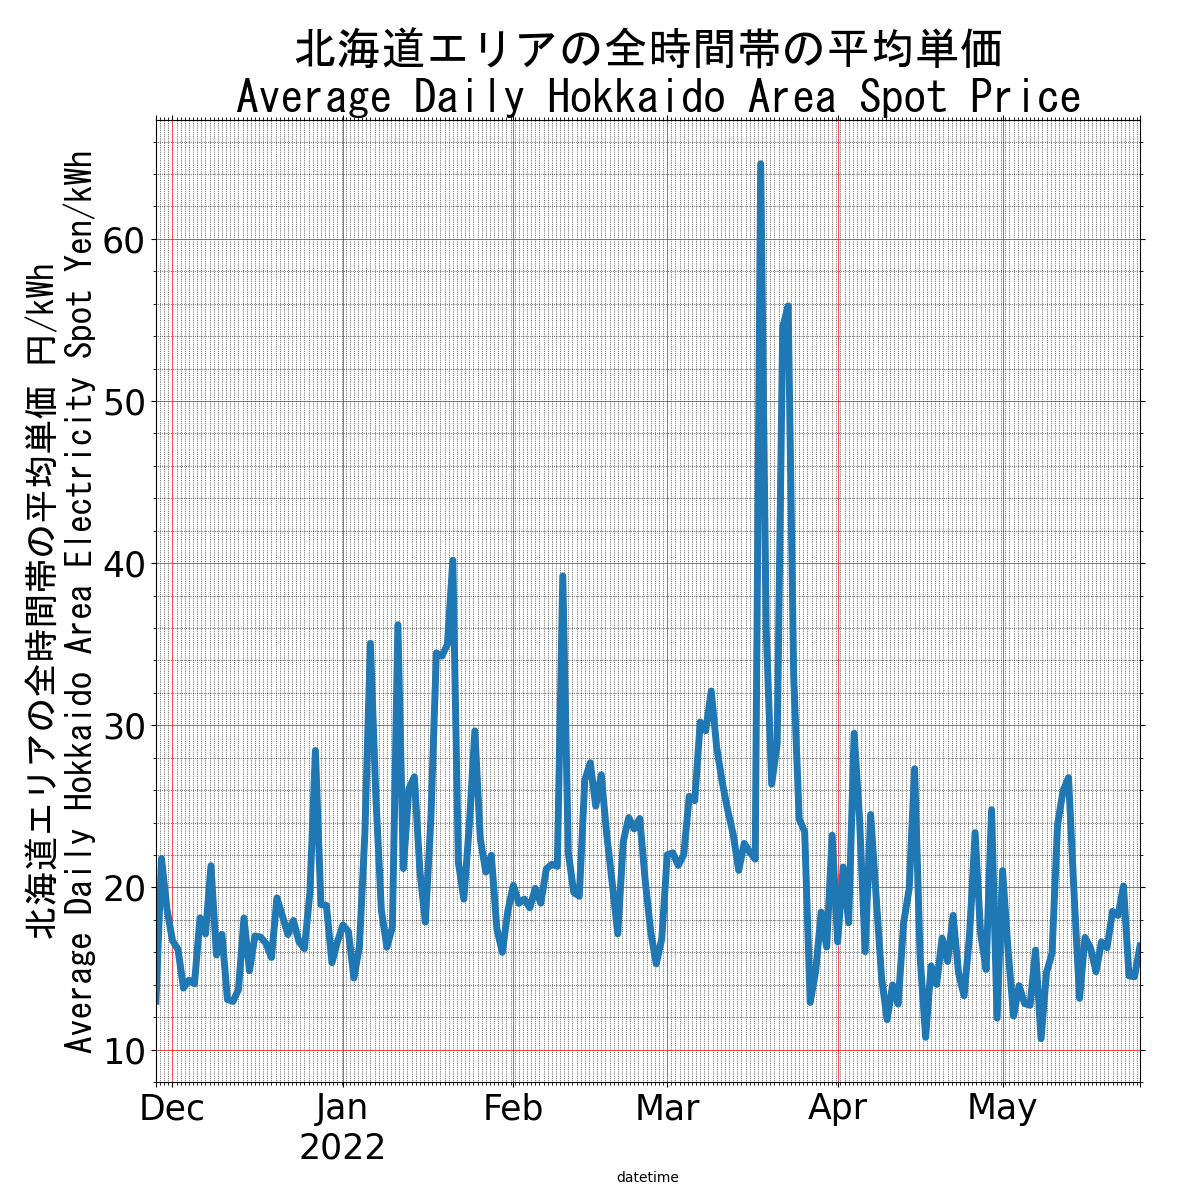 北海道エリアの全時間帯の平均単価
Average Daily Hokkaido Area Spot Price
北海道エリアの全時間帯の平均単価 円/kWh
Average Daily Hokkaido Area Electricity Spot Yen/kWh
60
50
40
30
20
10
Dec
Jan
2022
Feb
Mar
Apr
May
datetime